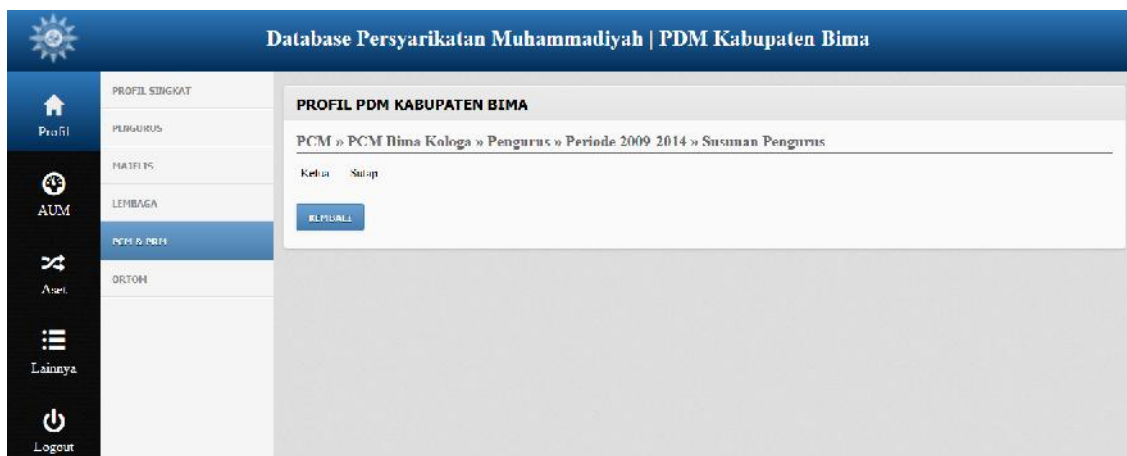 Database Persyarikatan Muhammadiyah | PDM Kabupaten Bima
Profil
AUM
Aset
Lainnya
Logout
PROFIL SINGKAT
PENGURUS
MAJELIS
LEMBAGA
PCM & PRM
ORTOM
PROFIL PDM KABUPATEN BIMA
PCM » PCM Bima Kologa » Pengurus » Periode 2009-2014 » Susunan Pengurus
Ketua Sutap
KEMBALI